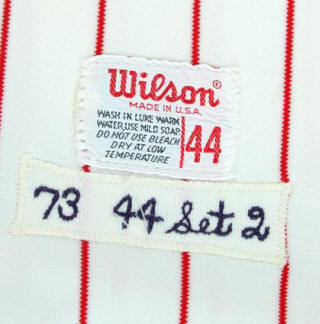 Wilson®
MADE IN U.S.A.
WASH IN LUKE WARM
WATER, USE MILD SOAP.
DO NOT USE BLEACH
DRY AT LOW
TEMPERATURE
44
73 44 Set 2